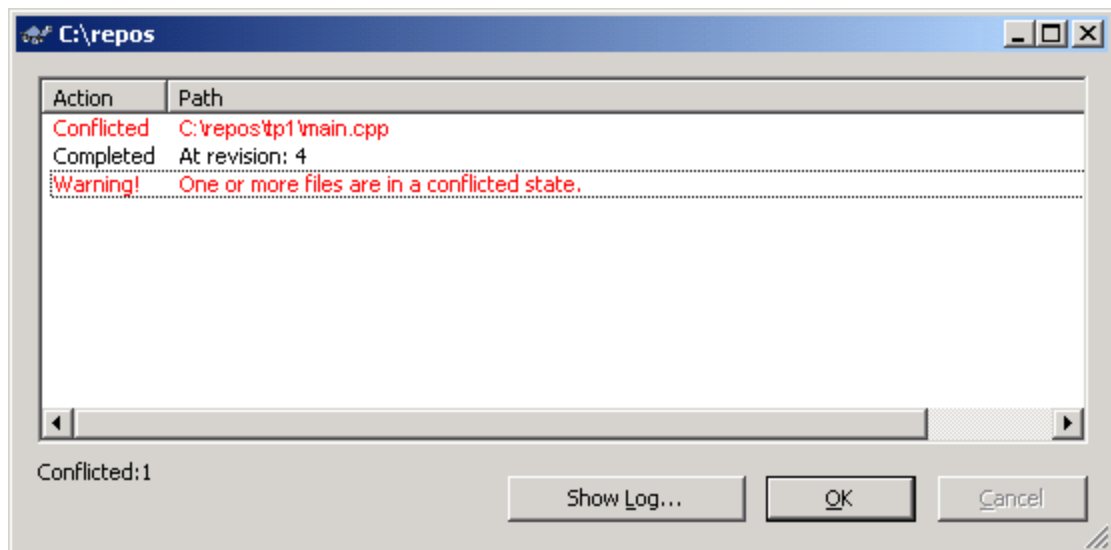 C:\repos
Action Path
Conflicted C:\repos\tp1\main.cpp
Completed At revision: 4
Warning! One or more files are in a conflicted state.
Conflicted:1
Show Log... OK Cancel